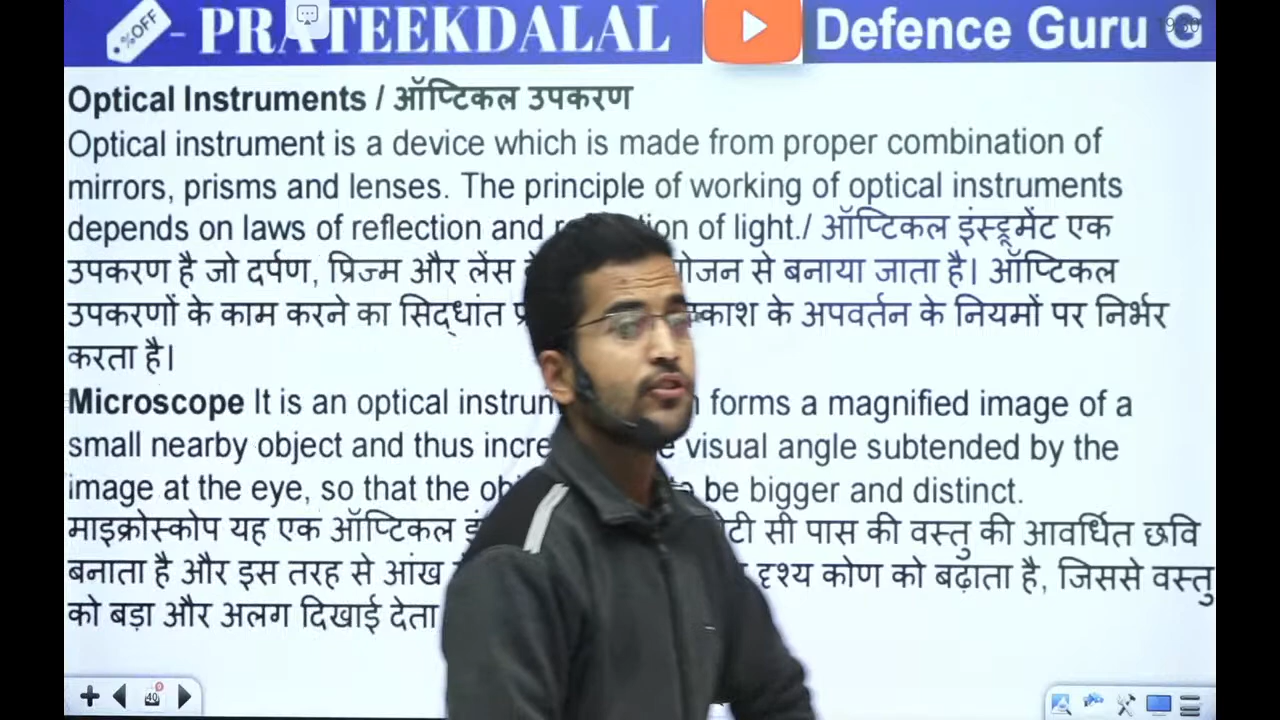 %OFF - PRATEEKDALAL Defence Guru G
Optical Instruments / ऑप्टिकल उपकरण
Optical instrument is a device which is made from proper combination of
mirrors, prisms and lenses. The principle of working of optical instruments
depends on laws of reflection and of light./ ऑप्टिकल इंस्ट्रूमेंट एक
उपकरण है जो दर्पण, प्रिज्म और लेंस से बनाया जाता है। ऑप्टिकल
उपकरणों के काम करने का सिद्धांत के अपवर्तन के नियमों पर निर्भर
करता है।
Microscope It is an optical forms a magnified image of a
small nearby object and thus visual angle subtended by the
image at the eye, so that the be bigger and distinct.
माइक्रोस्कोप यह एक ऑप्टिकल सी पास की वस्तु की आवर्धित छवि
बनाता है और इस तरह से आंख दृश्य कोण को बढ़ाता है, जिससे वस्तु
को बड़ा और अलग दिखाई देता
40